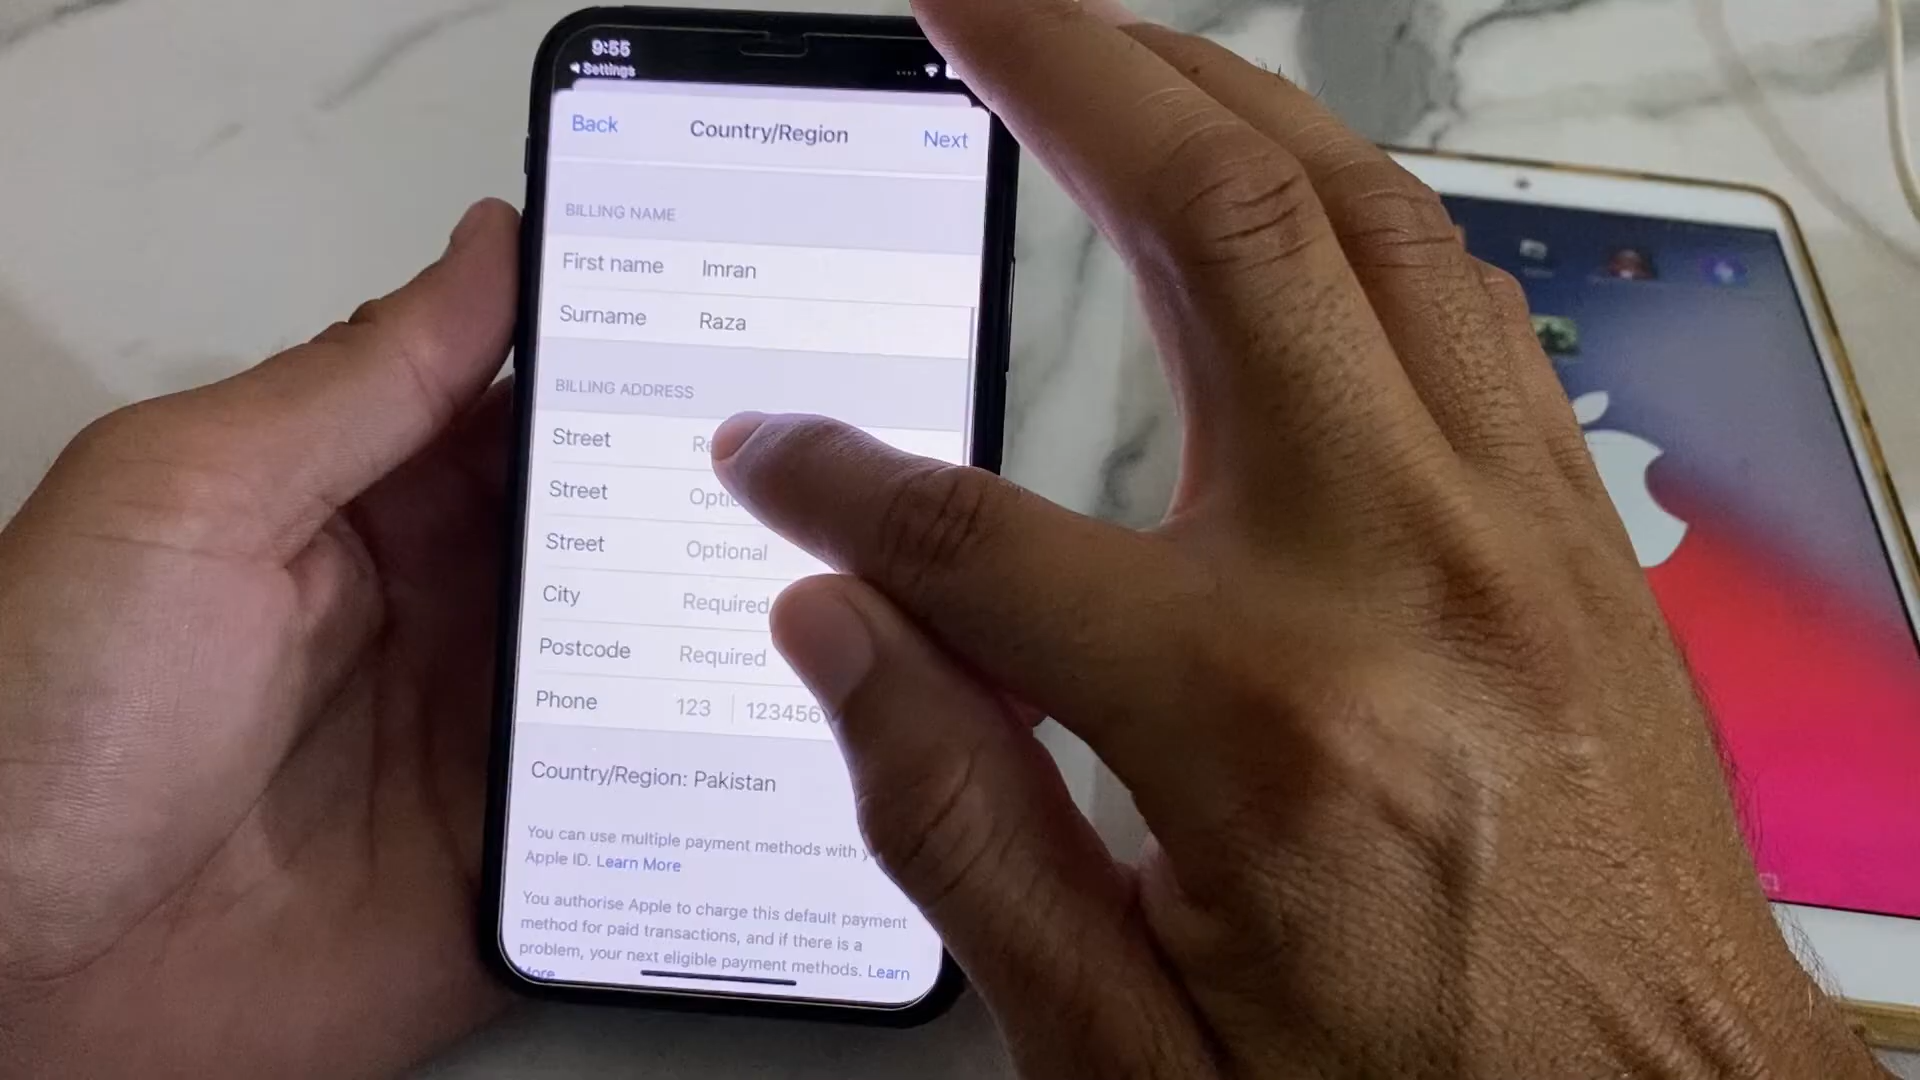 9:55
Settings
Back Country/Region Next
BILLING NAME
First name Imran
Surname Raza
BILLING ADDRESS
Street
Street
Street Optional
City Required
Postcode Required
Phone 123 123456
Country/Region: Pakistan
You can use multiple payment methods with
Apple ID. Learn More
You authorise Apple to charge this default payment
method for paid transactions, and if there is a
problem, your next eligible payment methods. Learn
More